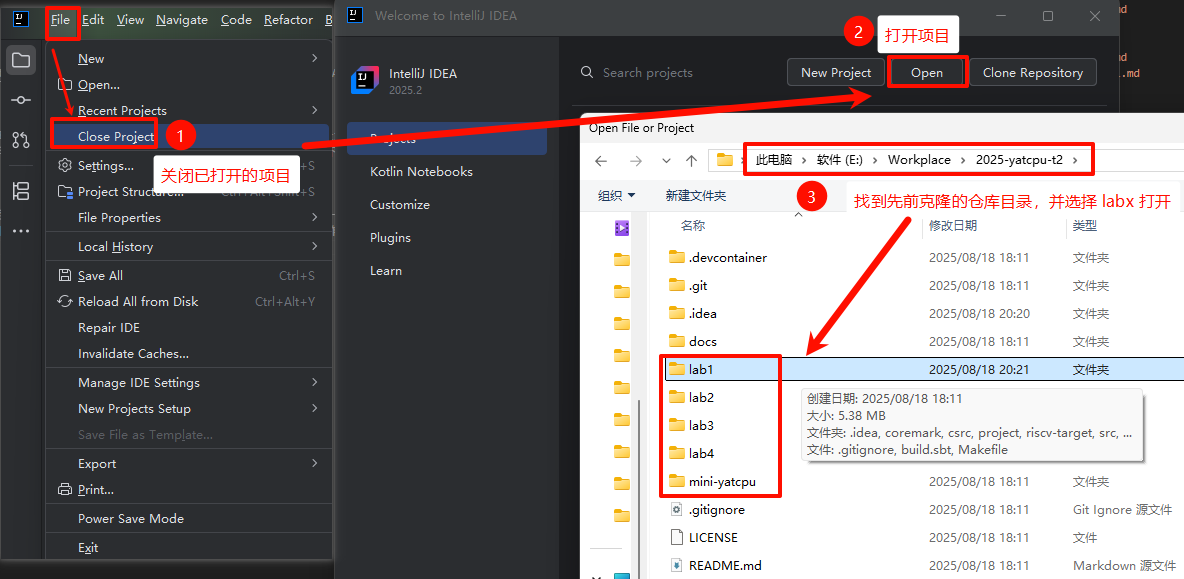 File Edit View Navigate Code Refactor B
New
Open...
Recent Projects
Close Project
1
关闭已打开的项目
Settings...
+S
Project Structure...
Ctrl+Alt+Shift+S
File Properties
Local History
Save All Ctrl+S
Reload All from Disk Ctrl+Alt+Y
Repair IDE
Invalidate Caches...
Manage IDE Settings
New Projects Setup
Save File as Template...
Export
Print...
Power Save Mode
Exit
Welcome to IntelliJ IDEA
IntelliJ IDEA
2025.2
Projects
Kotlin Notebooks
Customize
Plugins
Learn
2
打开项目
Search projects
New Project
Open
Clone Repository
.md
Open File or Project
此电脑 › 软件 (E:) › Workplace › 2025-yatcpu-t2 ›
组织 新建文件夹
3
找到先前克隆的仓库目录，并选择 labx 打开
名称 修改日期 类型
.devcontainer 2025/08/18 18:11 文件夹
.git 2025/08/18 18:11 文件夹
.idea 2025/08/18 20:20 文件夹
docs 2025/08/18 18:11 文件夹
lab1 2025/08/18 20:21 文件夹
lab2
lab3
lab4
创建日期: 2025/08/18 18:11
大小: 5.38 MB
文件夹: .idea, coremark, csrc, project, riscv-target, src, ...
文件: .gitignore, build.sbt, Makefile
mini-yatcpu 2025/08/18 18:11 文件夹
.gitignore 2025/08/18 18:11 Git Ignore 源文件
LICENSE 2025/08/18 18:11 文件
README.md 2025/08/18 18:11 Markdown 源文件